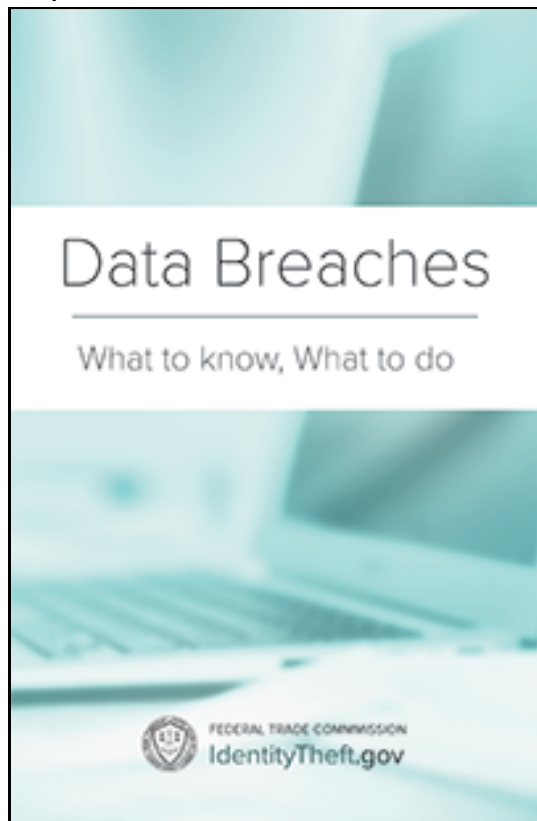 Data Breaches
What to know, What to do
FEDERAL TRADE COMMISSION
IdentityTheft.gov